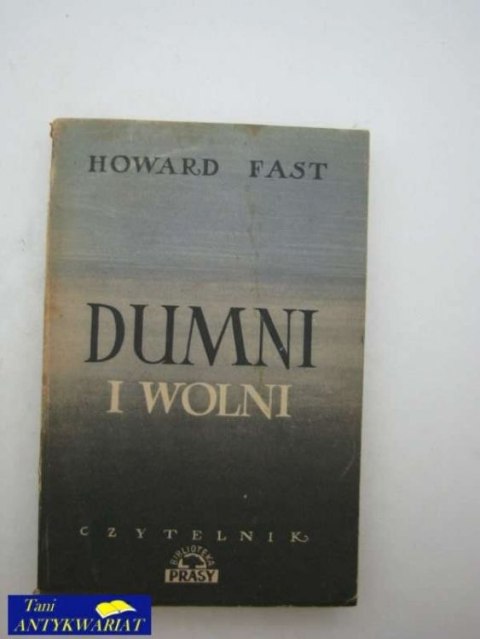 HOWARD FAST
DUMNI
I WOLNI
CZYTELNIK
BIBLIOTEKA
PRASY
Tani
ANTYKWARIAT